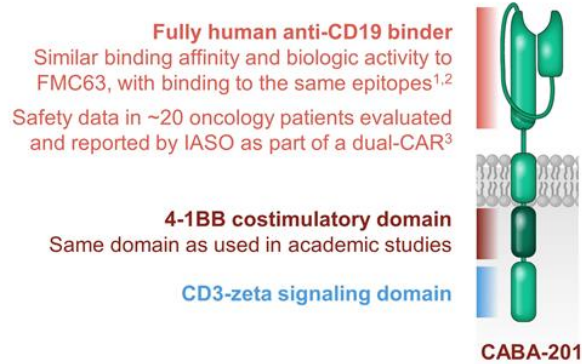 Fully human anti-CD19 binder
Similar binding affinity and biologic activity to
FMC63, with binding to the same epitopes1,2
Safety data in ~20 oncology patients evaluated
and reported by IASO as part of a dual-CAR3
4-1BB costimulatory domain
Same domain as used in academic studies
CD3-zeta signaling domain
CABA-201